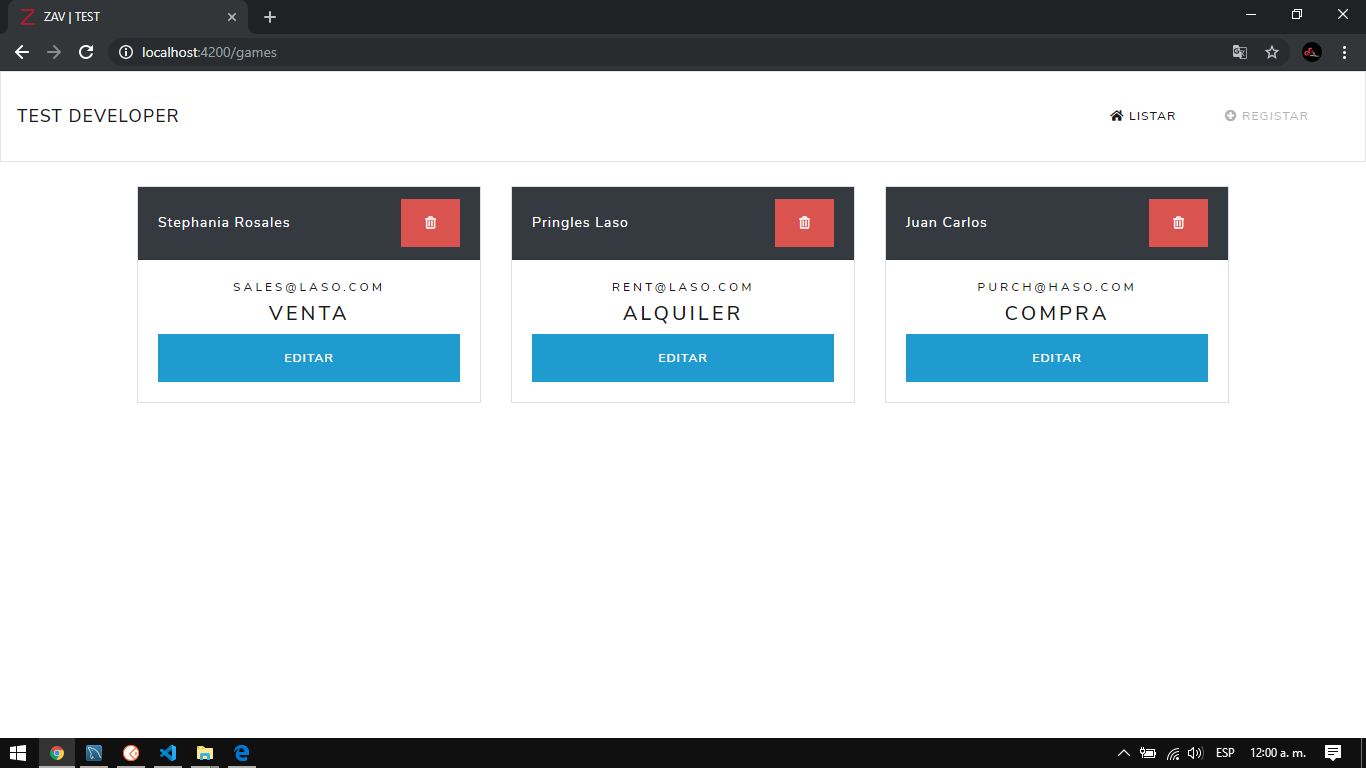 ZAV | TEST
localhost:4200/games
TEST DEVELOPER
LISTAR
REGISTAR
Stephania Rosales
Pringles Laso
Juan Carlos
SALES@LASO.COM
RENT@LASO.COM
PURCH@HASO.COM
VENTA
ALQUILER
COMPRA
EDITAR
EDITAR
EDITAR
ESP
12:00 a. m.